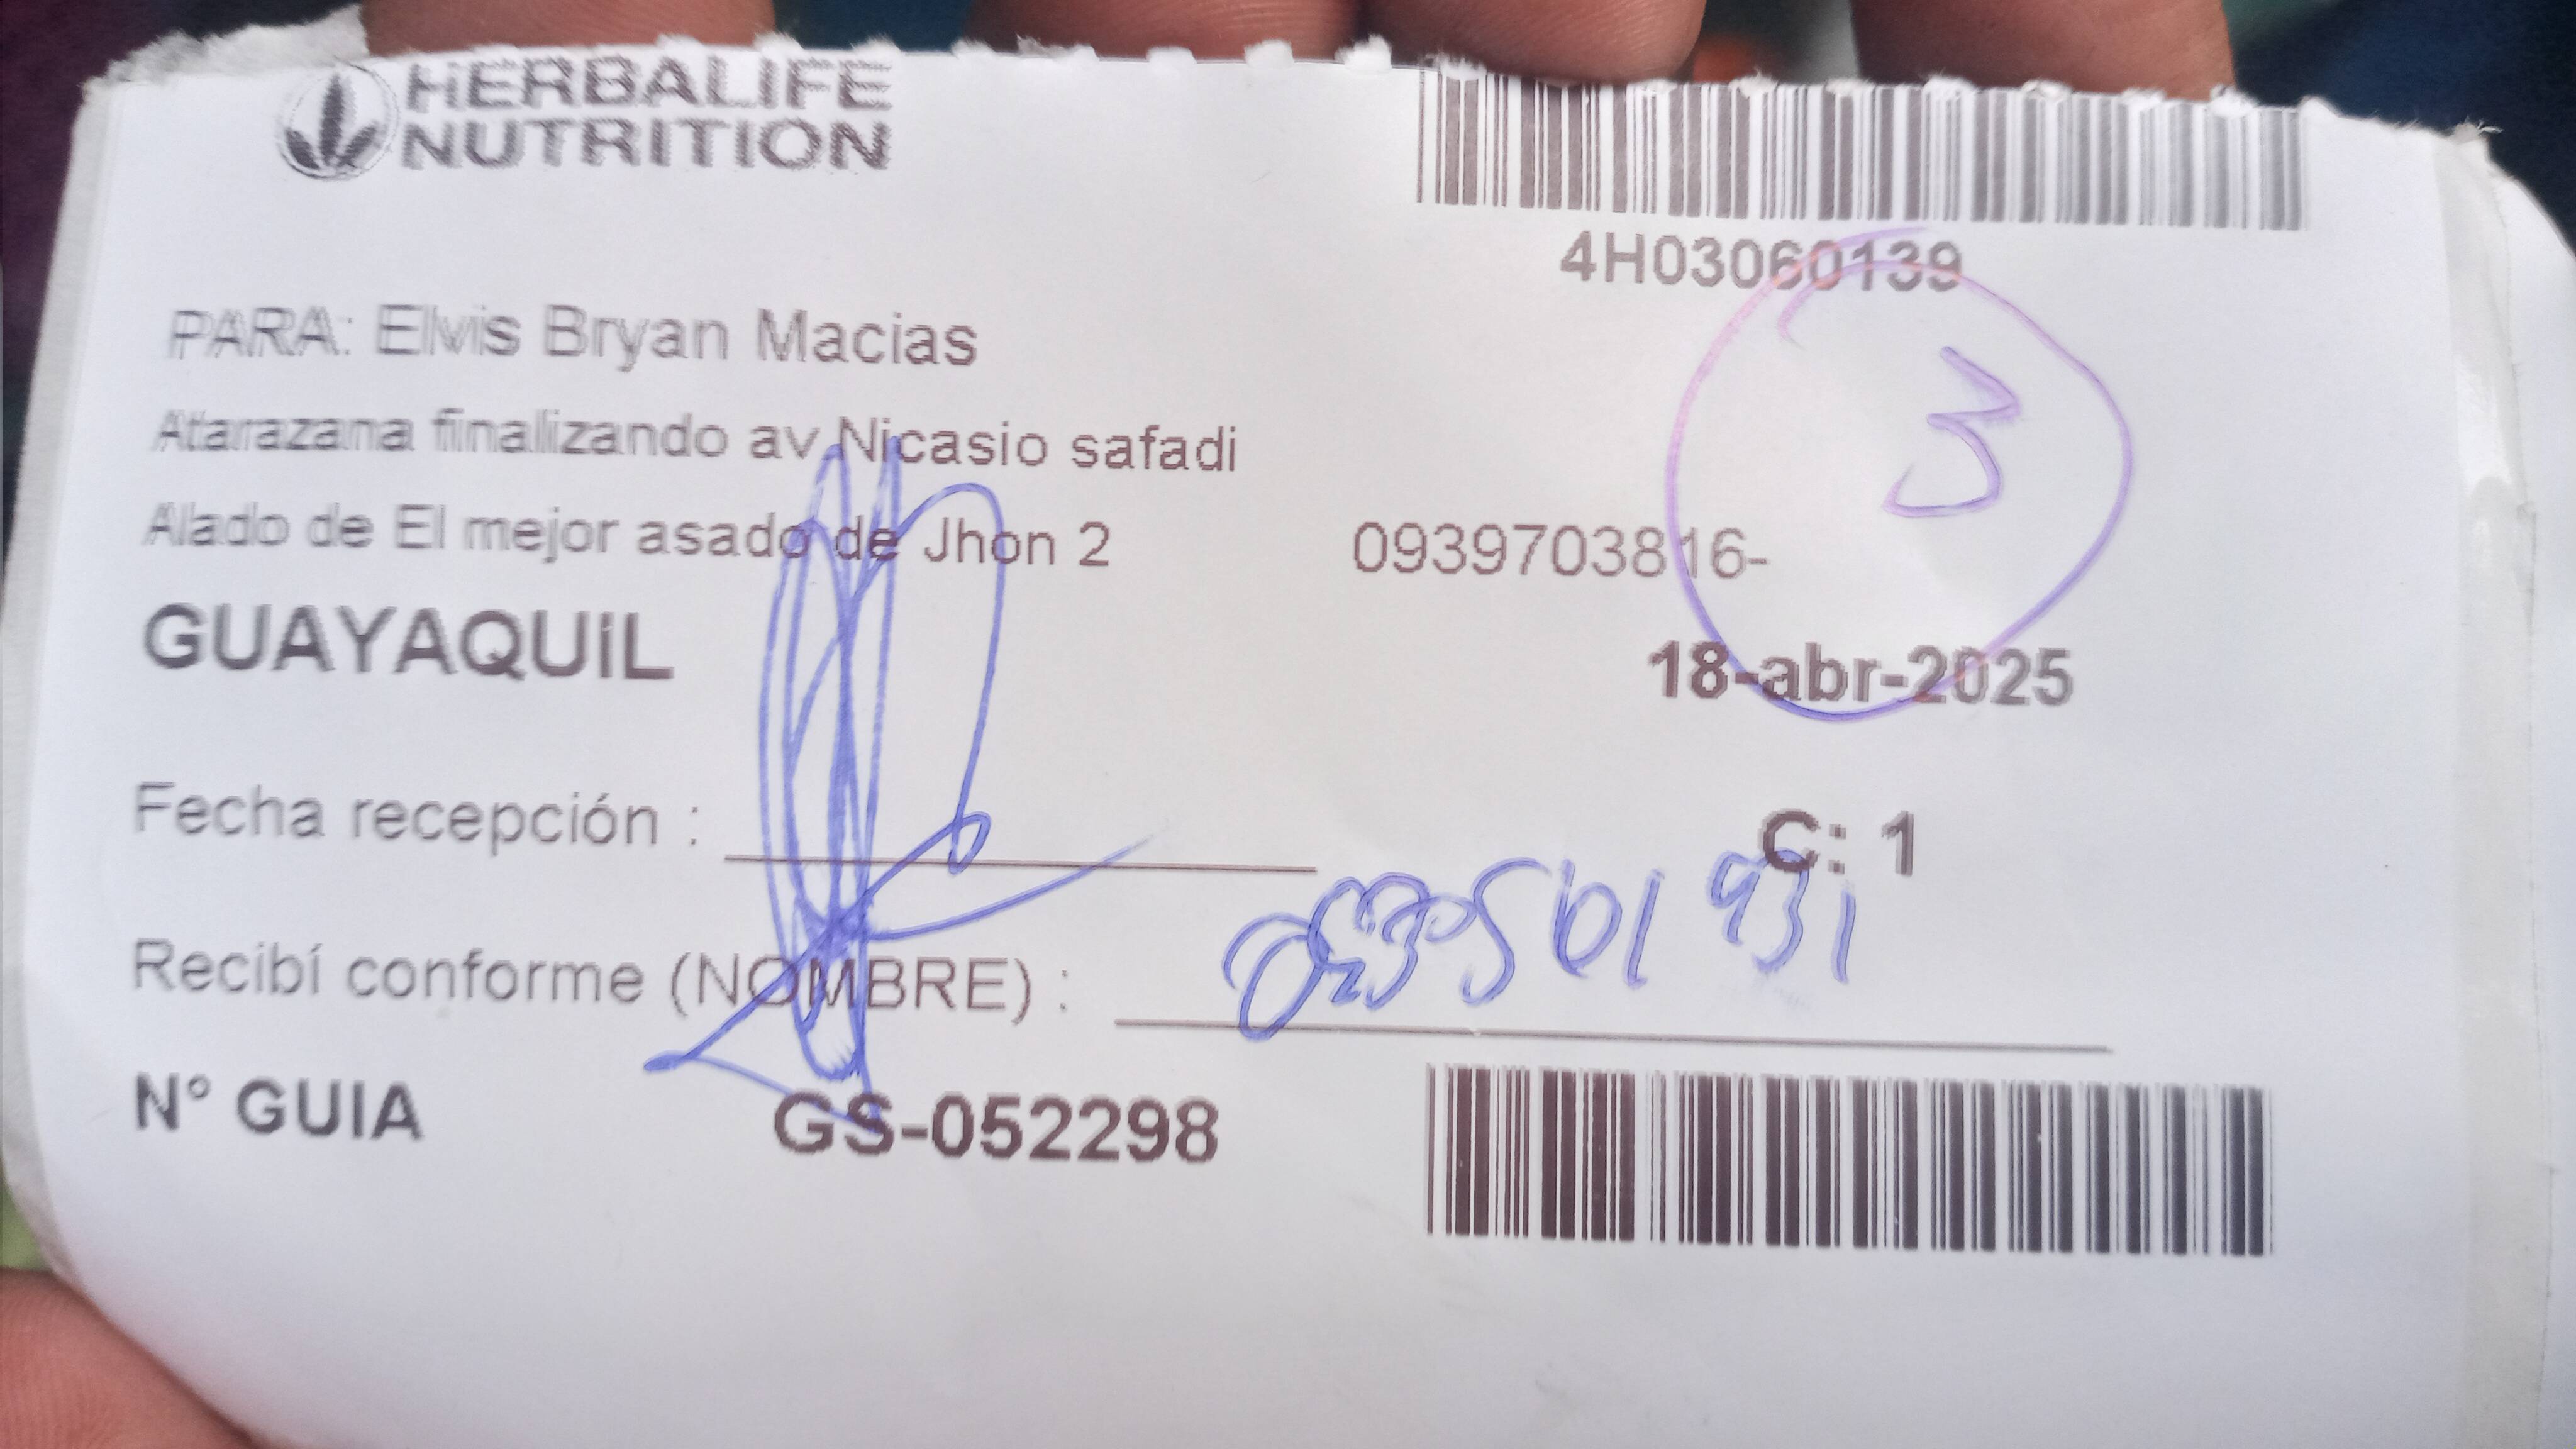 HERBALIFE
NUTRITION
4H03060139
PARA: Elvis Bryan Macias
3
Atarazana finalizando av Nicasio safadi
Alado de El mejor asado de Jhon 2 0939703816-
GUAYAQUIL
18-abr-2025
Fecha recepción :
C: 1
Recibí conforme (NOMBRE) :
N° GUIA GS-052298